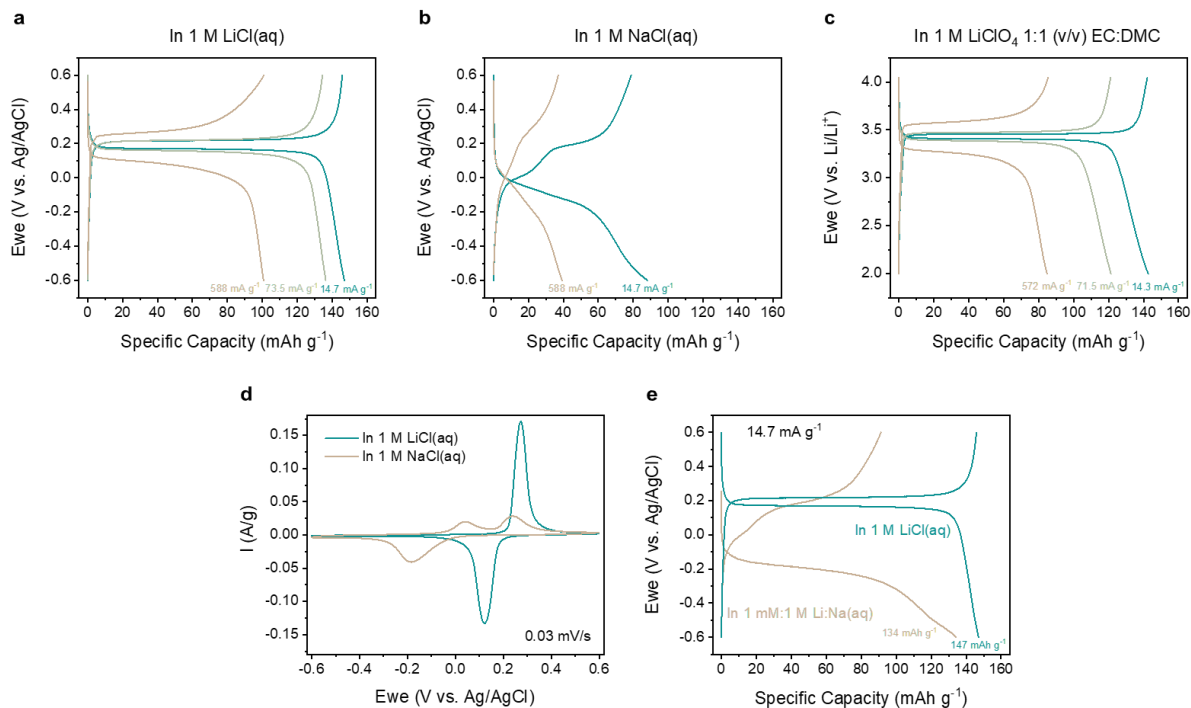 a
In 1 M LiCl(aq)
Ewe (V vs. Ag/AgCl)
0.6
0.4
0.2
0.0
-0.2
-0.4
-0.6
588 mA g⁻¹ 73.5 mA g⁻¹ 14.7 mA g⁻¹
0 20 40 60 80 100 120 140 160
Specific Capacity (mAh g⁻¹)
b
In 1 M NaCl(aq)
Ewe (V vs. Ag/AgCl)
0.6
0.4
0.2
0.0
-0.2
-0.4
-0.6
588 mA g⁻¹ 14.7 mA g⁻¹
0 20 40 60 80 100 120 140 160
Specific Capacity (mAh g⁻¹)
c
In 1 M LiClO₄ 1:1 (v/v) EC:DMC
Ewe (V vs. Li/Li⁺)
4.0
3.5
3.0
2.5
2.0
572 mA g⁻¹ 71.5 mA g⁻¹ 14.3 mA g⁻¹
0 20 40 60 80 100 120 140 160
Specific Capacity (mAh g⁻¹)
d
I (A/g)
0.15
0.10
0.05
0.00
-0.05
-0.10
-0.15
In 1 M LiCl(aq)
In 1 M NaCl(aq)
0.03 mV/s
-0.6 -0.4 -0.2 0.0 0.2 0.4 0.6
Ewe (V vs. Ag/AgCl)
e
Ewe (V vs. Ag/AgCl)
0.6
0.4
0.2
0.0
-0.2
-0.4
-0.6
14.7 mA g⁻¹
In 1 M LiCl(aq)
In 1 mM:1 M Li:Na(aq)
134 mAh g⁻¹
147 mAh g⁻¹
0 20 40 60 80 100 120 140 160
Specific Capacity (mAh g⁻¹)